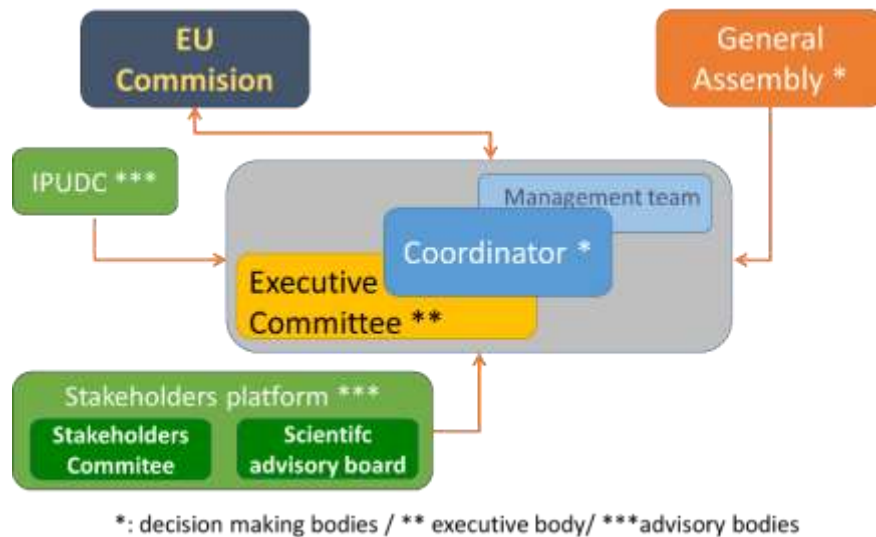 EU
Commision
General
Assembly *
IPUDC ***
Management team
Coordinator *
Executive
Committee **
Stakeholders platform ***
Stakeholders
Commitee
Scientifc
advisory board
*: decision making bodies / ** executive body/ ***advisory bodies